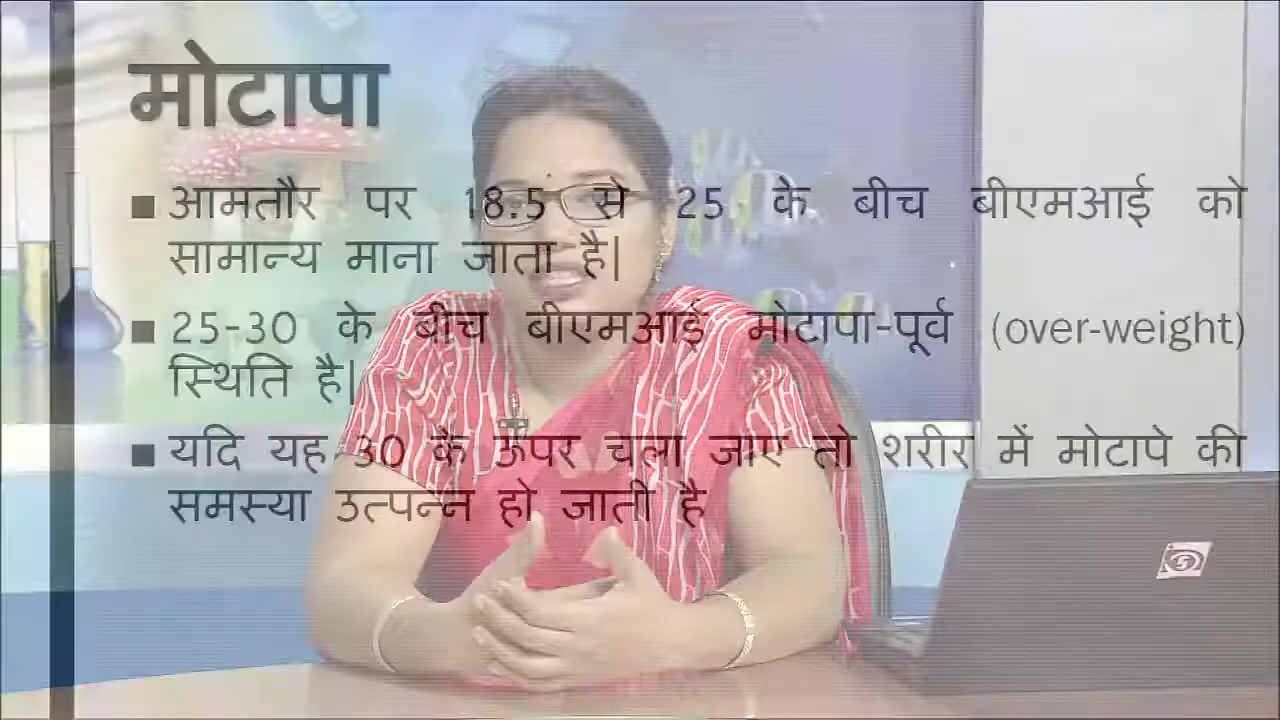 मोटापा
■ आमतौर पर 18.5 से 25 के बीच बीएमआई को
सामान्य माना जाता है|
■ 25-30 के बीच बीएमआई मोटापा-पूर्व (over-weight)
स्थिति है|
■ यदि यह 30 के ऊपर चला जाए तो शरीर में मोटापे की
समस्या उत्पन्न हो जाती है